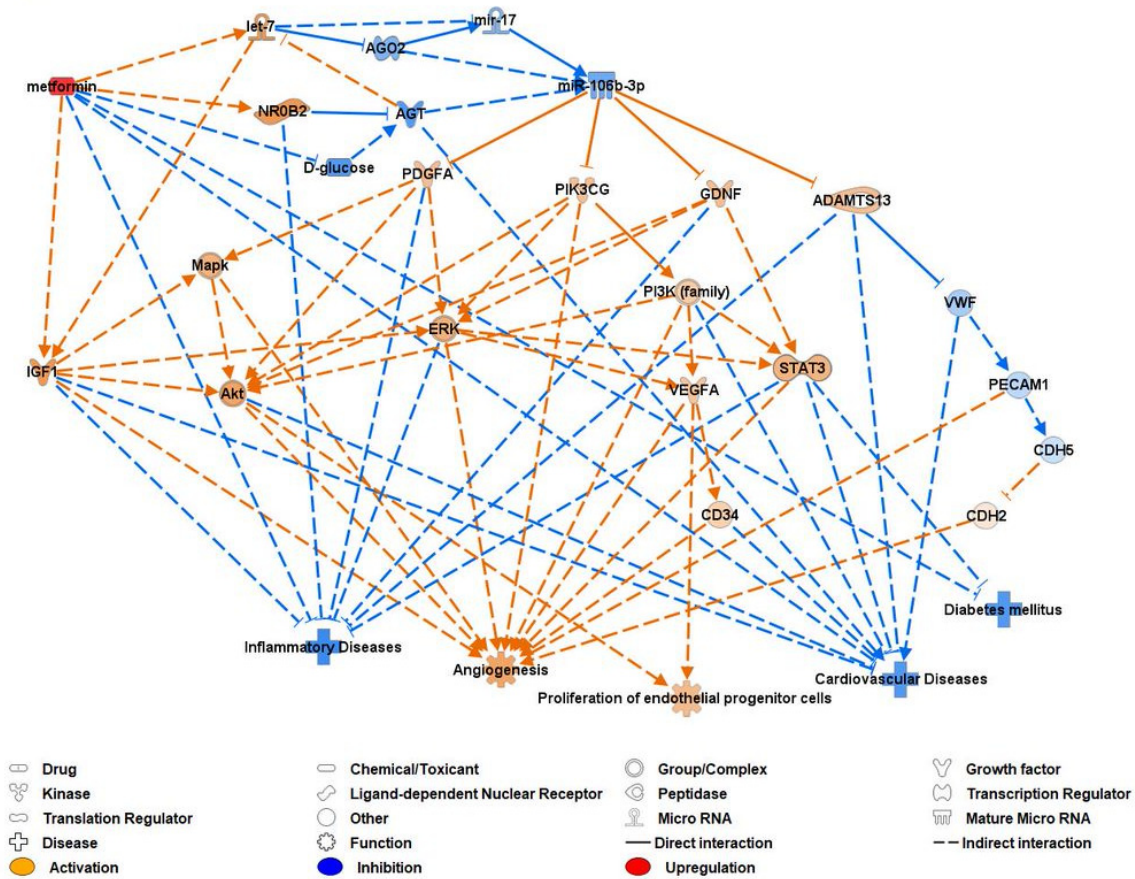 let-7
mir-17
AGO2
metformin
miR-106b-3p
NR0B2
AGT
D-glucose
PDGFA
PIK3CG
GDNF
ADAMTS13
Mapk
PI3K (family)
VWF
ERK
IGF1
STAT3
Akt
VEGFA
PECAM1
CDH5
CD34
CDH2
Diabetes mellitus
Inflammatory Diseases
Angiogenesis
Cardiovascular Diseases
Proliferation of endothelial progenitor cells
Drug
Chemical/Toxicant
Group/Complex
Growth factor
Kinase
Ligand-dependent Nuclear Receptor
Peptidase
Transcription Regulator
Translation Regulator
Other
Micro RNA
Mature Micro RNA
Disease
Function
Direct interaction
Indirect interaction
Activation
Inhibition
Upregulation